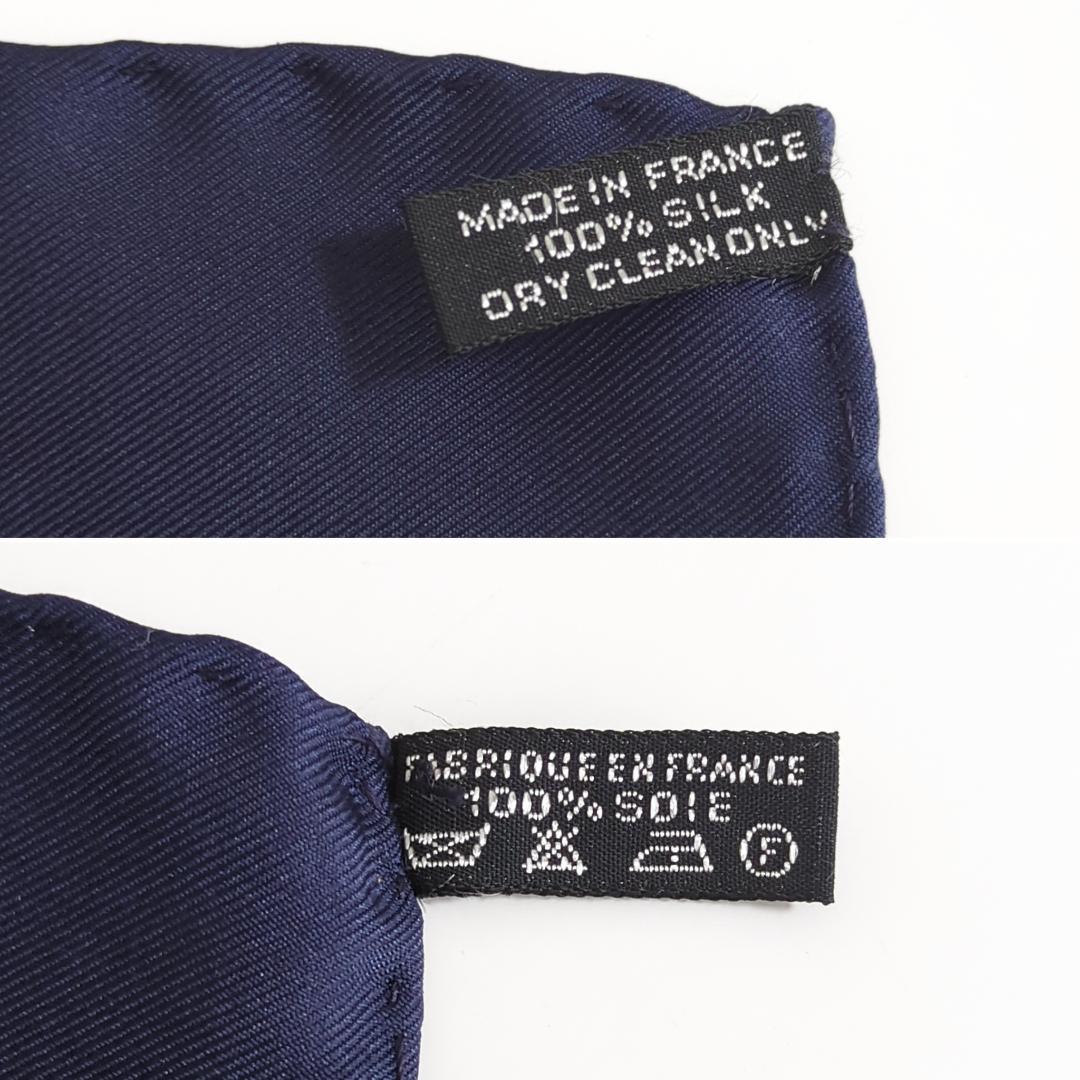 MADE IN FRANCE
100% SILK
DRY CLEAN ONLY
FABRIQUE EN FRANCE
100% SOIE
F